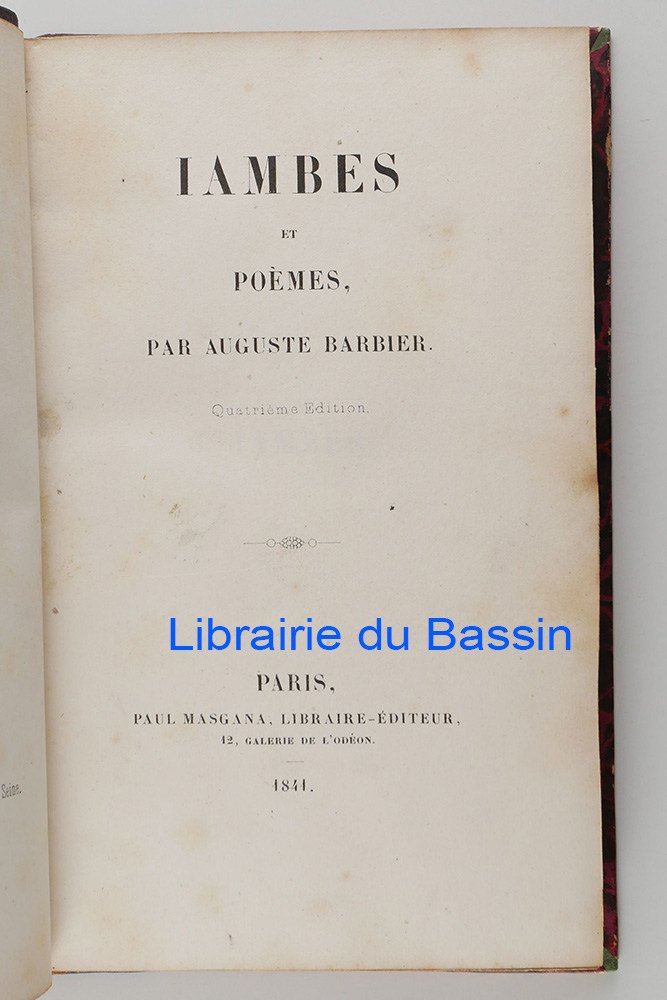 IAMBES
ET
POÈMES,
PAR AUGUSTE BARBIER.
Quatrième Edition.
Librairie du Bassin
PARIS,
PAUL MASGANA, LIBRAIRE-ÉDITEUR,
12, GALERIE DE L'ODÉON.
1841.
Seine.